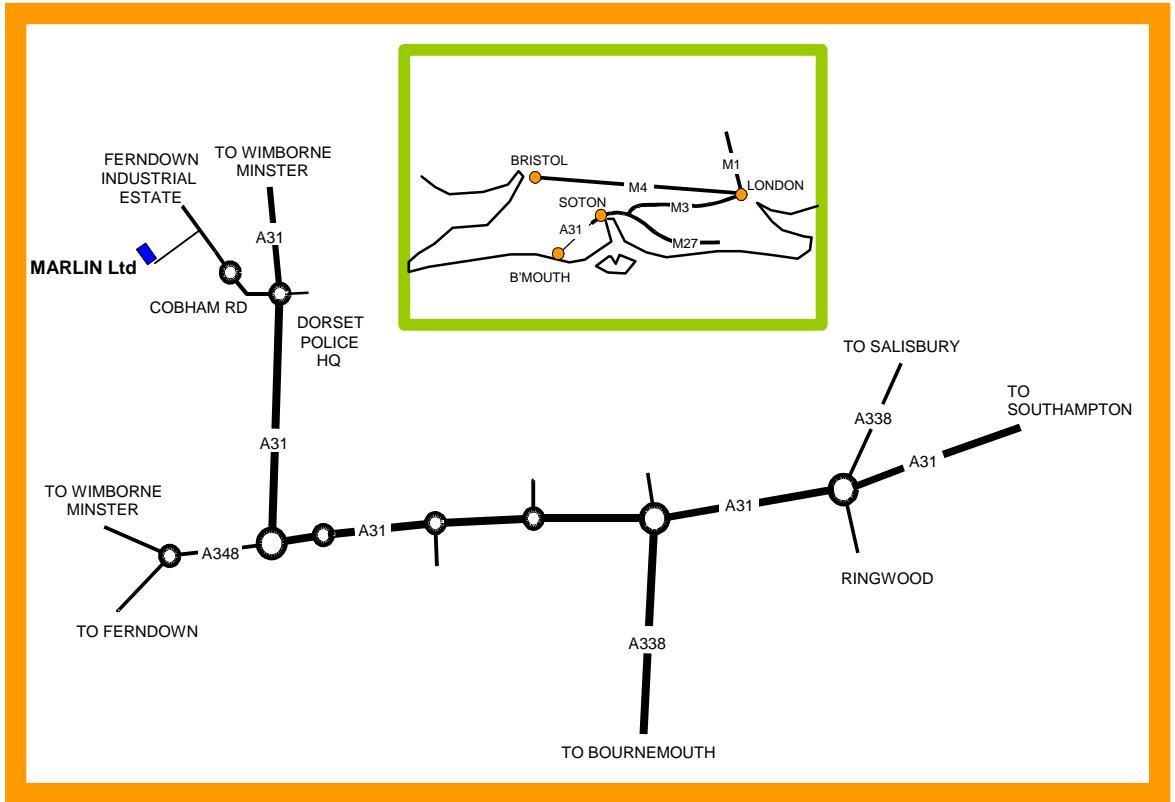 BRISTOL
M1
M4
LONDON
SOTON
M3
A31
M27
B'MOUTH
FERNDOWN
INDUSTRIAL
ESTATE
TO WIMBORNE
MINSTER
A31
MARLIN Ltd
COBHAM RD
DORSET
POLICE
HQ
TO SALISBURY
TO
SOUTHAMPTON
A338
A31
A31
TO WIMBORNE
MINSTER
A31
A31
A348
RINGWOOD
TO FERNDOWN
A338
TO BOURNEMOUTH